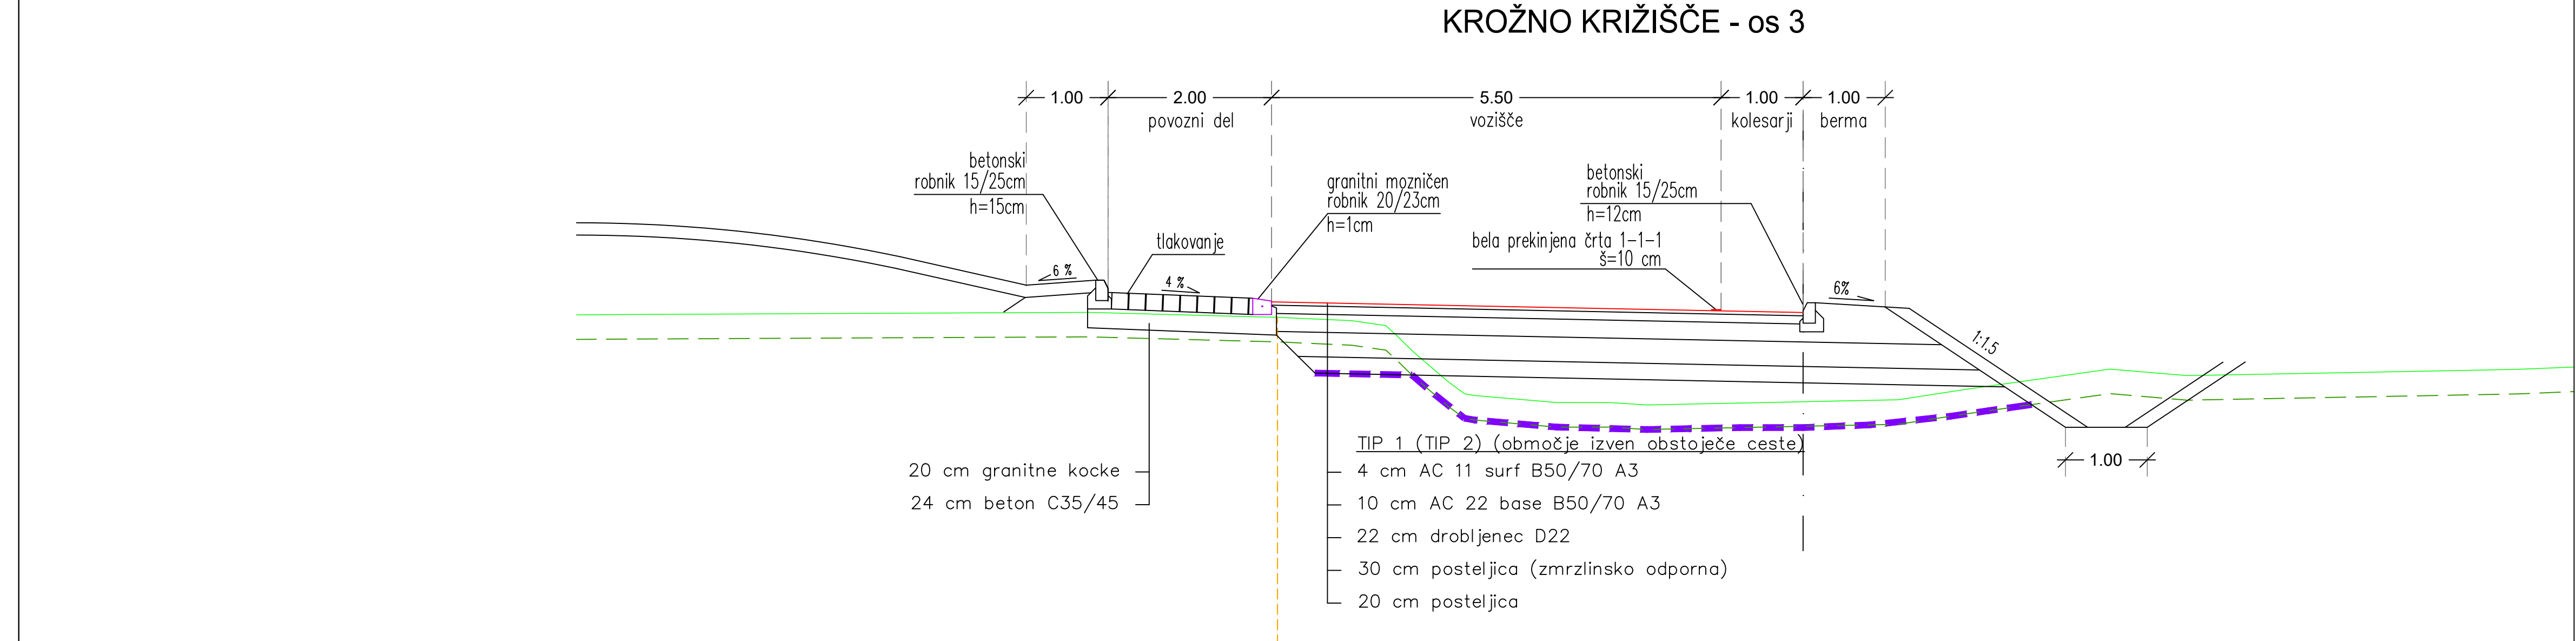 KROŽNO KRIŽIŠČE - os 3
1.00
2.00
5.50
1.00
1.00
povozni del
vozišče
kolesarji
berma
betonski
robnik 15/25cm
h=15cm
granitni mozničen
robnik 20/23cm
h=1cm
betonski
robnik 15/25cm
h=12cm
tlakovanje
bela prekinjena črta 1-1-1
š=10 cm
6 %
4 %
6%
1:1.5
TIP 1 (TIP 2) (območje izven obstoječe ceste)
20 cm granitne kocke
24 cm beton C35/45
4 cm AC 11 surf B50/70 A3
10 cm AC 22 base B50/70 A3
22 cm drobljenec D22
30 cm posteljica (zmrzlinsko odporna)
20 cm posteljica
1.00